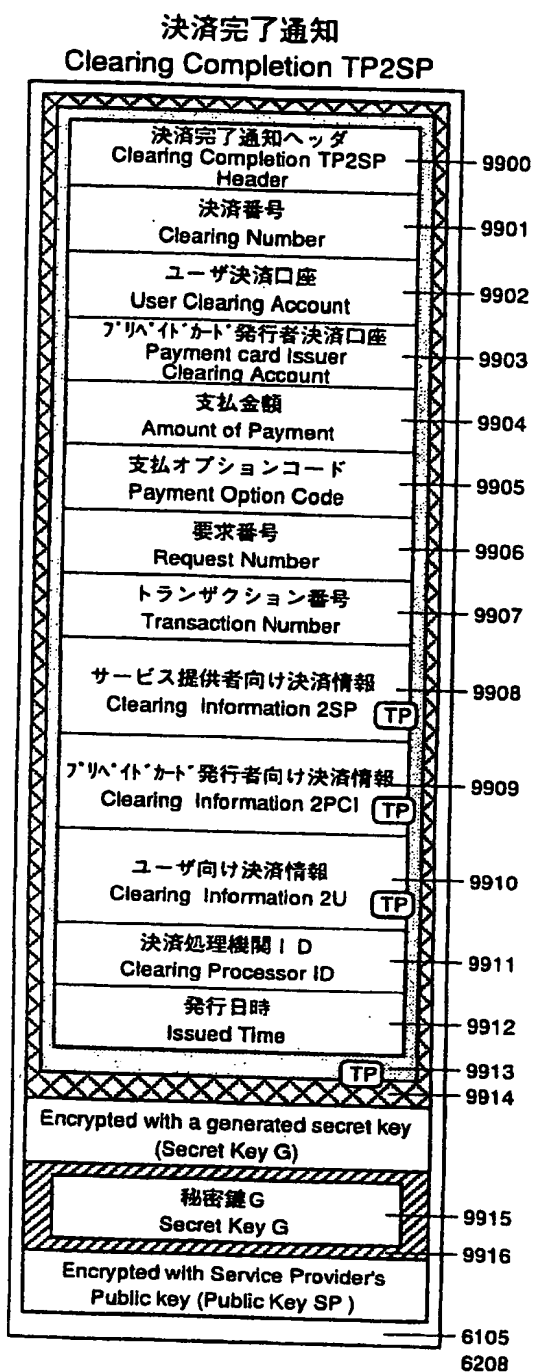 決済完了通知
Clearing Completion TP2SP
決済完了通知ヘッダ
Clearing Completion TP2SP
Header
9900
決済番号
Clearing Number
9901
ユーザ決済口座
User Clearing Account
9902
プリペイドカード発行者決済口座
Payment card Issuer
Clearing Account
9903
支払金額
Amount of Payment
9904
支払オプションコード
Payment Option Code
9905
要求番号
Request Number
9906
トランザクション番号
Transaction Number
9907
サービス提供者向け決済情報
Clearing Information 2SP
TP
9908
プリペイドカード発行者向け決済情報
Clearing Information 2PCI
TP
9909
ユーザ向け決済情報
Clearing Information 2U
TP
9910
決済処理機関ID
Clearing Processor ID
9911
発行日時
Issued Time
9912
TP
9913
9914
Encrypted with a generated secret key
(Secret Key G)
秘密鍵G
Secret Key G
9915
9916
Encrypted with Service Provider's
Public key (Public Key SP )
6105
6208